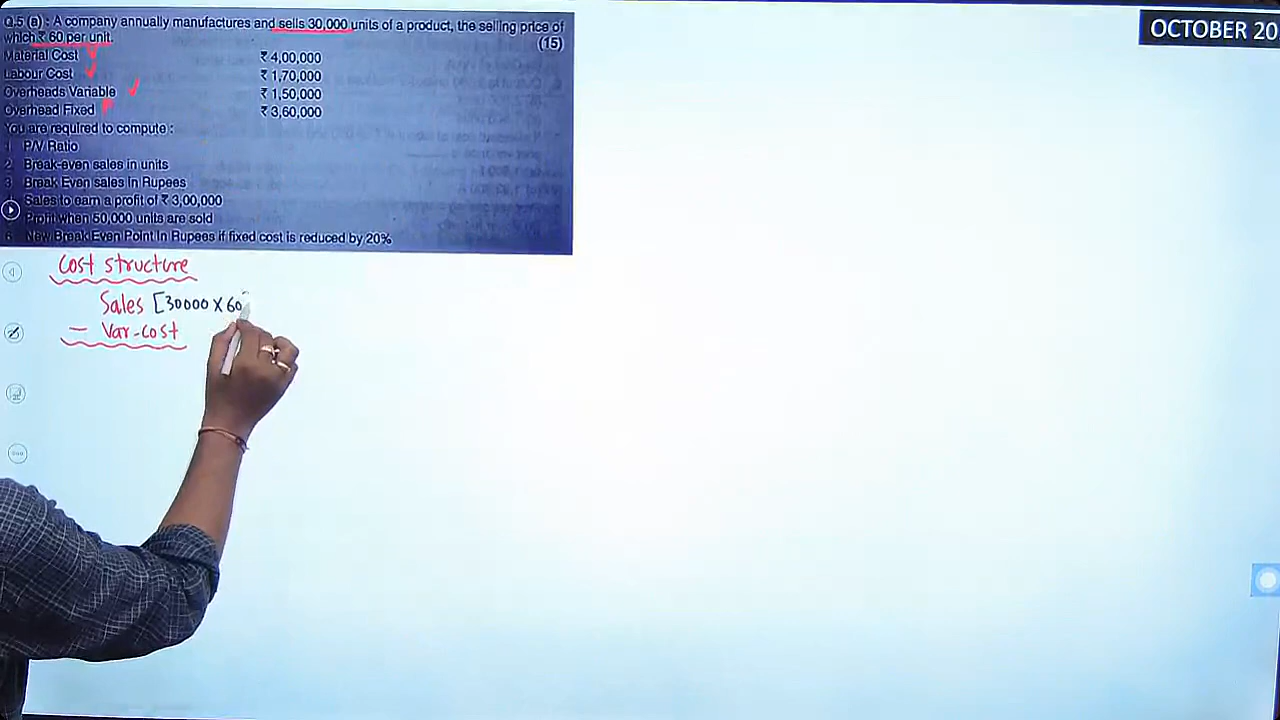 Q.5 (a) : A company annually manufactures and sells 30,000 units of a product, the selling price of
which ₹ 60 per unit. (15)
Material Cost ₹ 4,00,000
Labour Cost ₹ 1,70,000
Overheads Variable ₹ 1,50,000
Overhead Fixed ₹ 3,60,000
You are required to compute :
1 P/V Ratio
2 Break-even sales in units
3 Break Even sales in Rupees
Sales to earn a profit of ₹ 3,00,000
Profit when 50,000 units are sold
6 New Break Even Point in Rupees if fixed cost is reduced by 20%
OCTOBER 20
Cost structure
Sales [30000 X 60
- Var-cost